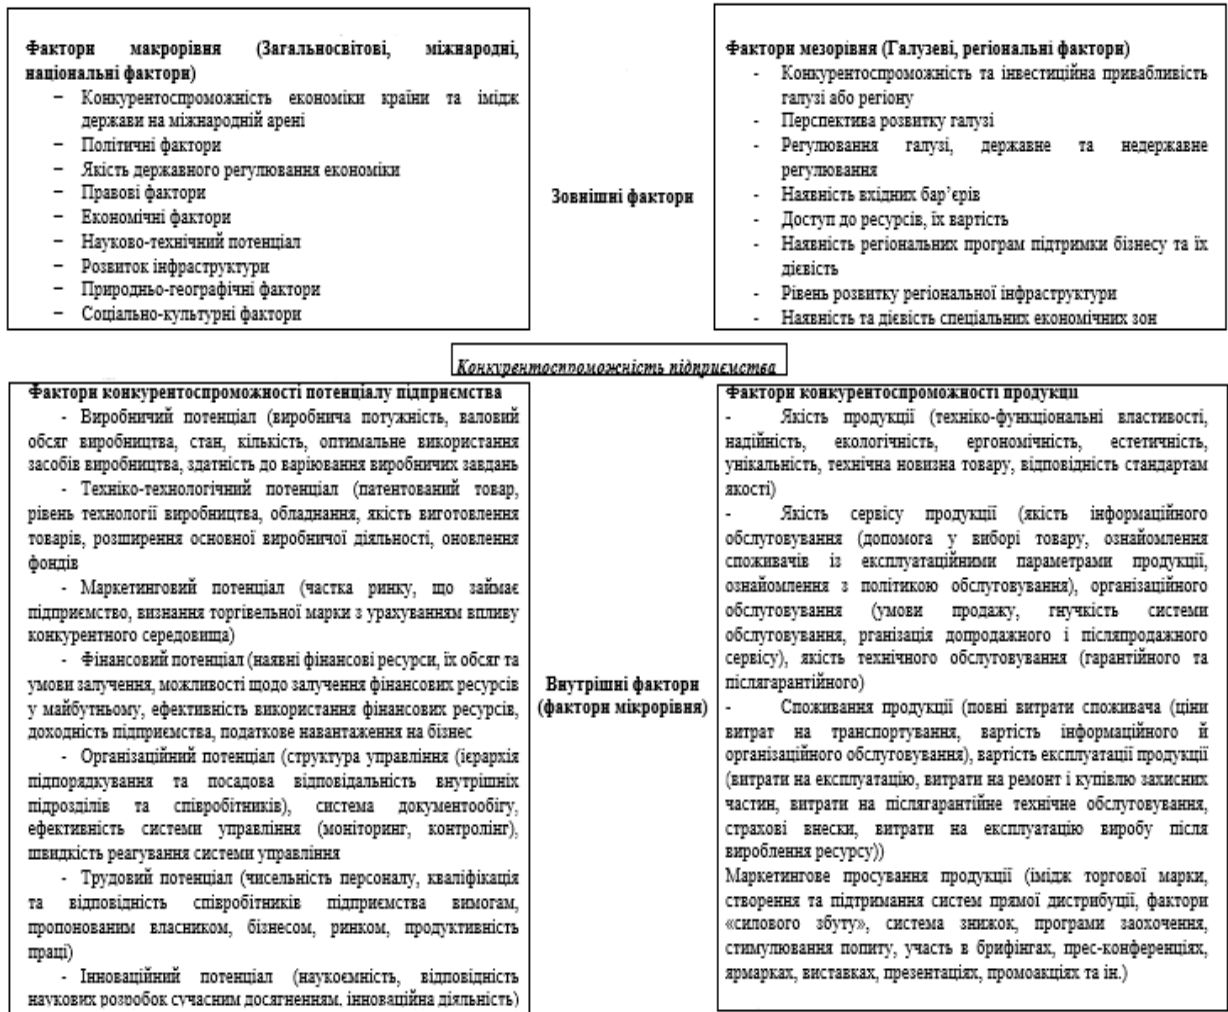 Фактори макрорівня (Загальносвітові, міжнародні,
національні фактори)
– Конкурентоспроможність економіки країни та імідж
держави на міжнародній арені
– Політичні фактори
– Якість державного регулювання економіки
– Правові фактори
– Економічні фактори
– Науково-технічний потенціал
– Розвиток інфраструктури
– Природньо-географічні фактори
– Соціально-культурні фактори
Зовнішні фактори
Фактори мезорівня (Галузеві, регіональні фактори)
- Конкурентоспроможність та інвестиційна привабливість
галузі або регіону
- Перспектива розвитку галузі
- Регулювання галузі, державне та недержавне
регулювання
- Наявність вхідних бар’єрів
- Доступ до ресурсів, їх вартість
- Наявність регіональних програм підтримки бізнесу та їх
дієвість
- Рівень розвитку регіональної інфраструктури
- Наявність та дієвість спеціальних економічних зон
Конкурентоспроможність підприємства
Фактори конкурентоспроможності потенціалу підприємства
- Виробничий потенціал (виробнича потужність, валовий
обсяг виробництва, стан, кількість, оптимальне використання
засобів виробництва, здатність до варіювання виробничих завдань
- Техніко-технологічний потенціал (патентований товар,
рівень технології виробництва, обладнання, якість виготовлення
товарів, розширення основної виробничої діяльності, оновлення
фондів
- Маркетинговий потенціал (частка ринку, що займає
підприємство, визнання торгівельної марки з урахуванням впливу
конкурентного середовища)
- Фінансовий потенціал (наявні фінансові ресурси, їх обсяг та
умови залучення, можливості щодо залучення фінансових ресурсів
у майбутньому, ефективність використання фінансових ресурсів,
доходність підприємства, податкове навантаження на бізнес
- Організаційний потенціал (структура управління (ієрархія
підпорядкування та посадова відповідальність внутрішніх
підрозділів та співробітників), система документообігу,
ефективність системи управління (моніторинг, контролінг),
швидкість реагування системи управління
- Трудовий потенціал (чисельність персоналу, кваліфікація
та відповідність співробітників підприємства вимогам,
пропонованим власником, бізнесом, ринком, продуктивність
праці)
- Інноваційний потенціал (наукоємність, відповідність
наукових розробок сучасним досягненням, інноваційна діяльність)
Внутрішні фактори
(фактори мікрорівня)
Фактори конкурентоспроможності продукції
- Якість продукції (техніко-функціональні властивості,
надійність, екологічність, ергономічність, естетичність,
унікальність, технічна новизна товару, відповідність стандартам
якості)
- Якість сервісу продукції (якість інформаційного
обслуговування (допомога у виборі товару, ознайомлення
споживачів із експлуатаційними параметрами продукції,
ознайомлення з політикою обслуговування), організаційного
обслуговування (умови продажу, гнучкість системи
обслуговування, рганізація допродажного і післяпродажного
сервісу), якість технічного обслуговування (гарантійного та
післягарантійного)
- Споживання продукції (повні витрати споживача (ціни
витрат на транспортування, вартість інформаційного й
організаційного обслуговування), вартість експлуатації продукції
(витрати на експлуатацію, витрати на ремонт і купівлю захисних
частин, витрати на післягарантійне технічне обслуговування,
страхові внески, витрати на експлуатацію виробу після
вироблення ресурсу))
Маркетингове просування продукції (імідж торгової марки,
створення та підтримання систем прямої дистрибуції, фактори
«силового збуту», система знижок, програми заохочення,
стимулювання попиту, участь в брифінгах, прес-конференціях,
ярмарках, виставках, презентаціях, промоакціях та ін.)